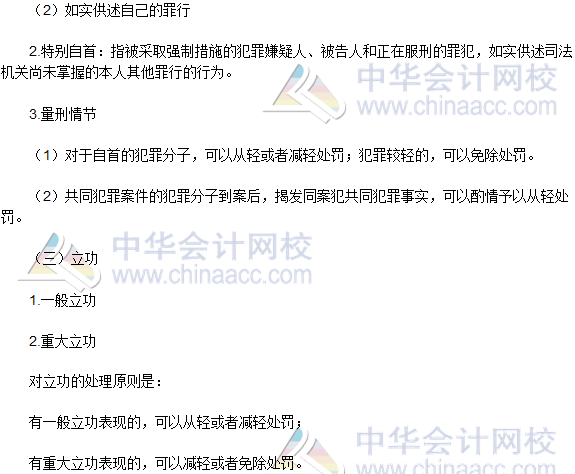 （2）如实供述自己的罪行
2.特别自首：指被采取强制措施的犯罪嫌疑人、被告人和正在服刑的罪犯，如实供述司法
机关尚未掌握的本人其他罪行的行为。
中华会计网校
www.chinaacc.com
3.量刑情节
（1）对于自首的犯罪分子，可以从轻或者减轻处罚；犯罪较轻的，可以免除处罚。
（2）共同犯罪案件的犯罪分子到案后，揭发同案犯共同犯罪事实，可以酌情予以从轻处
罚。
中华会计网校
（三）立功
www.chinaacc.com
1.一般立功
2.重大立功
对立功的处理原则是：
有一般立功表现的，可以从轻或者减轻处罚；
中华会计网校
有重大立功表现的，可以减轻或者免除处罚。
www.chinaacc.com